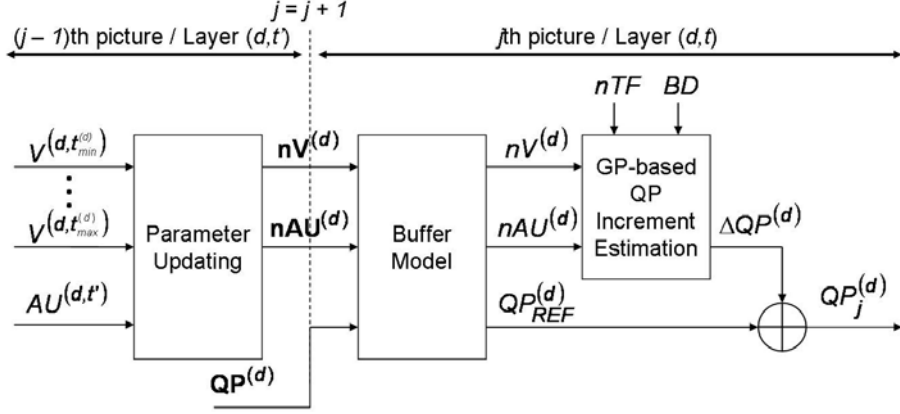 j = j + 1
(j – 1)th picture / Layer (d,t')
jth picture / Layer (d,t)
nTF BD
V^(d,t_min^(d))
⋮
V^(d,t_max^(d))
AU^(d,t')
Parameter
Updating
nV^(d)
nAU^(d)
QP^(d)
Buffer
Model
nV^(d)
nAU^(d)
QP_REF^(d)
GP-based
QP
Increment
Estimation
ΔQP^(d)
QP_j^(d)